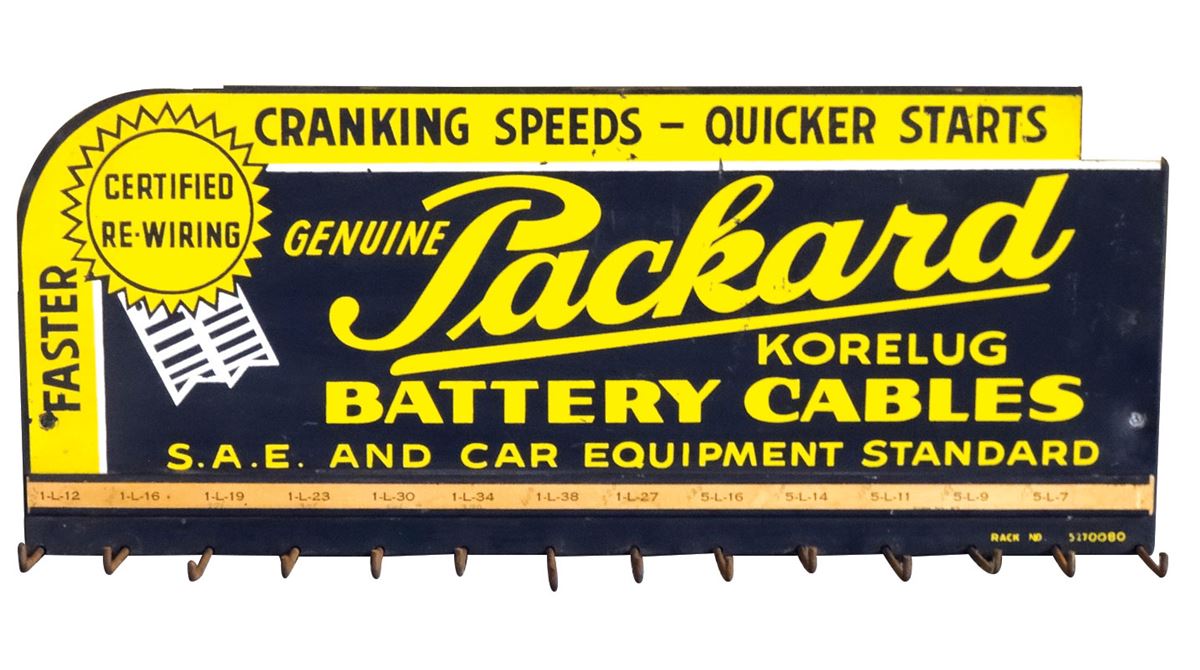 FASTER
CRANKING SPEEDS – QUICKER STARTS
CERTIFIED
RE-WIRING
GENUINE Packard
KORELUG
BATTERY CABLES
S.A.E. AND CAR EQUIPMENT STANDARD
1-L-12 1-L-16 1-L-19 1-L-23 1-L-30 1-L-34 1-L-38 1-L-27 5-L-16 5-L-14 5-L-11 5-L-9 5-L-7
RACK NO.